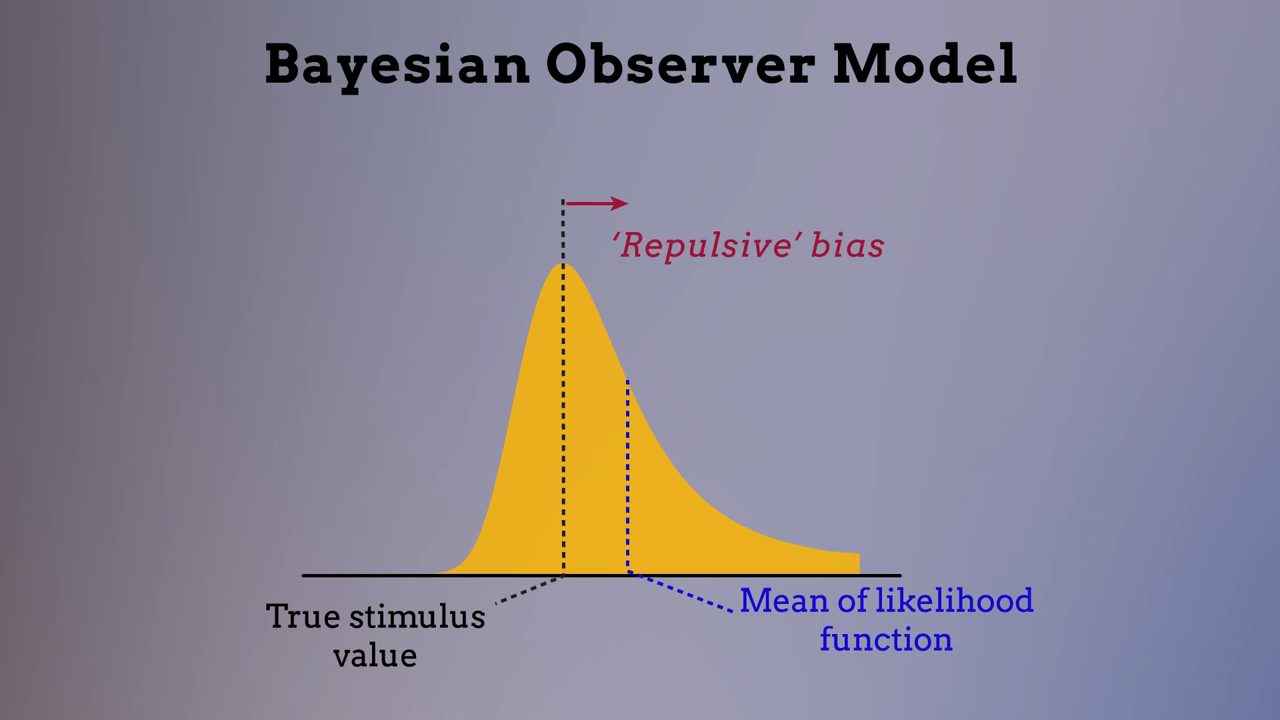 Bayesian Observer Model
‘Repulsive’ bias
True stimulus
value
Mean of likelihood
function